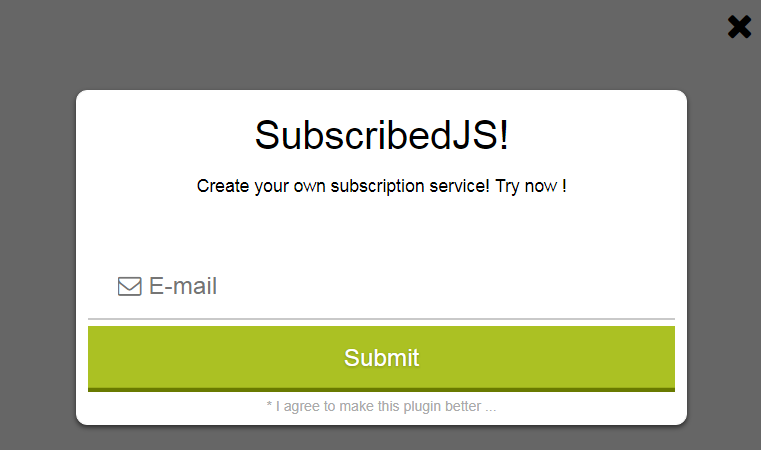 SubscribedJS!
Create your own subscription service! Try now !
E-mail
Submit
* I agree to make this plugin better ...